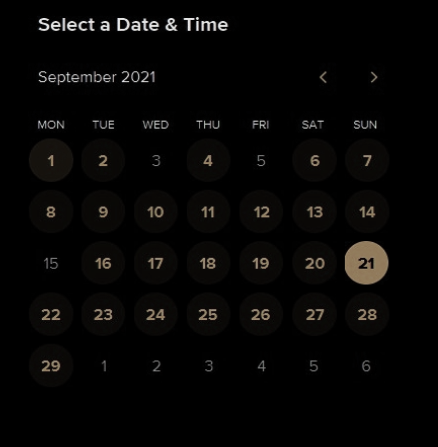 Select a Date & Time
September 2021
MON TUE WED THU FRI SAT SUN
1 2 3 4 5 6 7
8 9 10 11 12 13 14
15 16 17 18 19 20 21
22 23 24 25 26 27 28
29 1 2 3 4 5 6